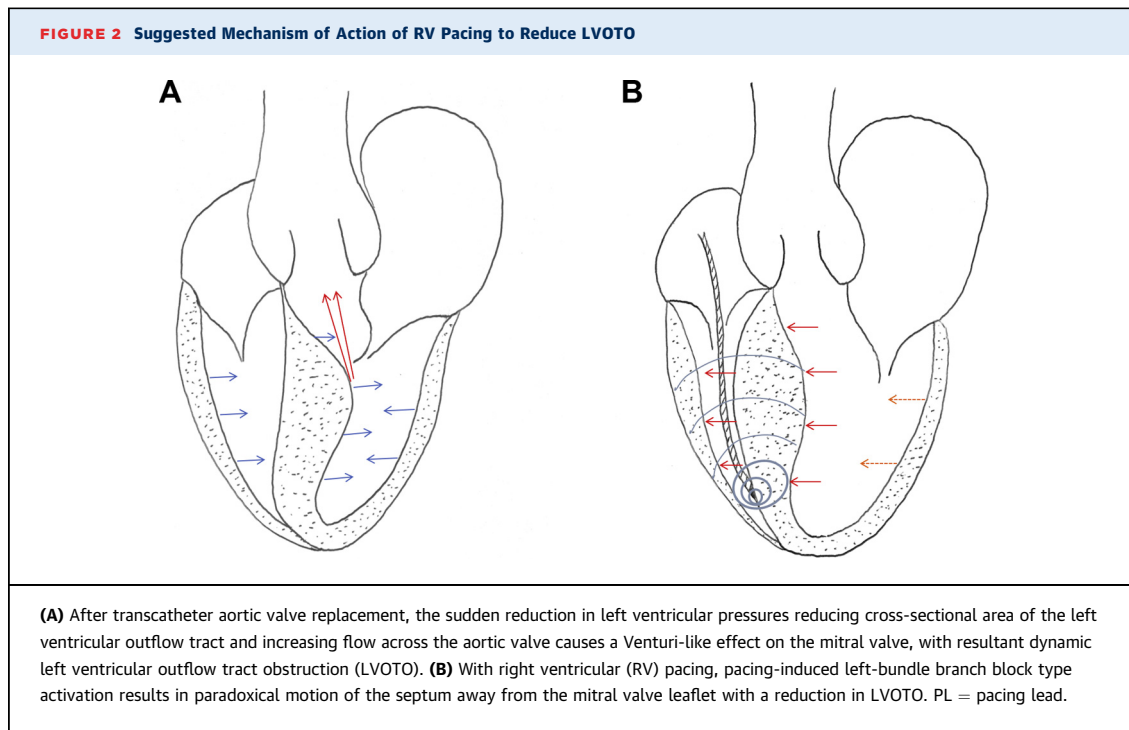 FIGURE 2 Suggested Mechanism of Action of RV Pacing to Reduce LVOTO
A
B
(A) After transcatheter aortic valve replacement, the sudden reduction in left ventricular pressures reducing cross-sectional area of the left
ventricular outflow tract and increasing flow across the aortic valve causes a Venturi-like effect on the mitral valve, with resultant dynamic
left ventricular outflow tract obstruction (LVOTO). (B) With right ventricular (RV) pacing, pacing-induced left-bundle branch block type
activation results in paradoxical motion of the septum away from the mitral valve leaflet with a reduction in LVOTO. PL = pacing lead.